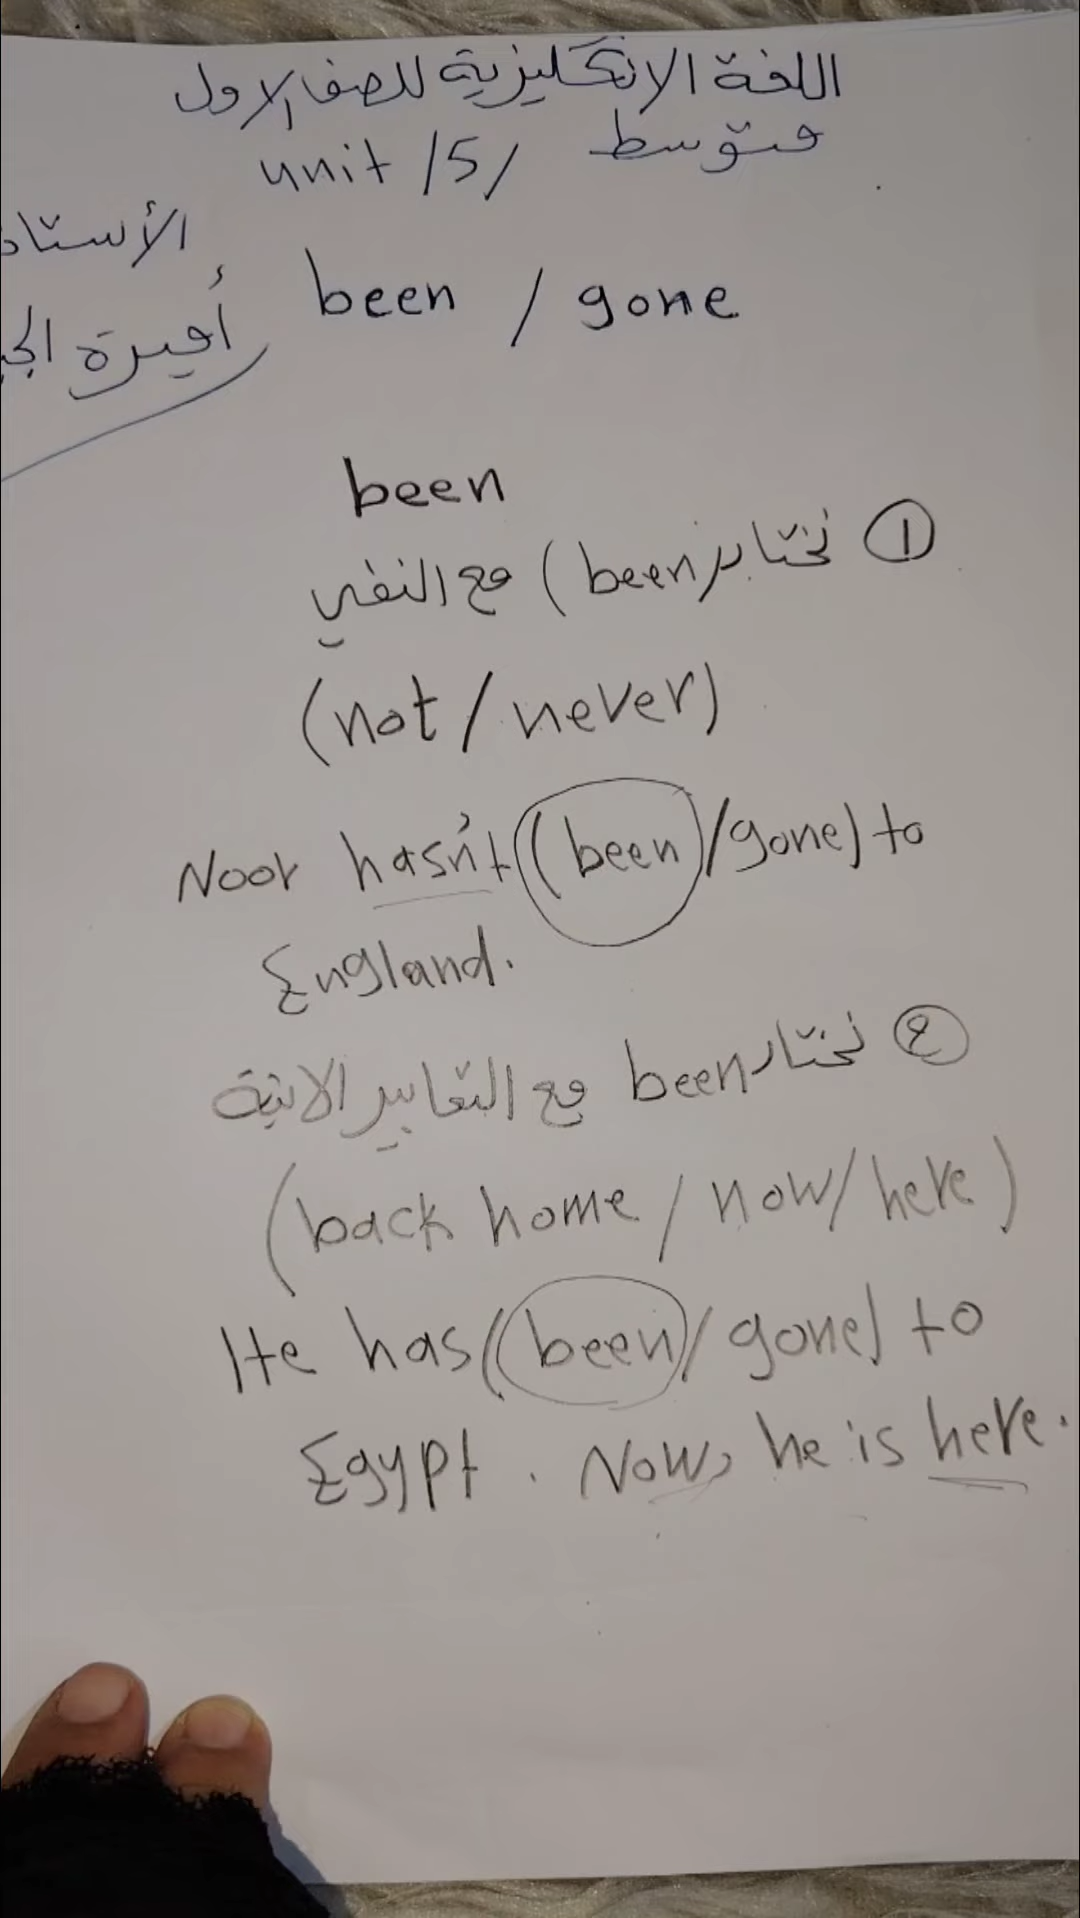 اللغة الانكليزية للصف الاول
متوسط unit /5/
الأستاذ
أميرة
been / gone
been
① نختار (been) مع النفي
(not / never)
Noor hasn't (been/gone) to
England.
② نختار been مع التعابير الاتية
(back home / now / here)
He has (been / gone) to
Egypt. Now, he is here.